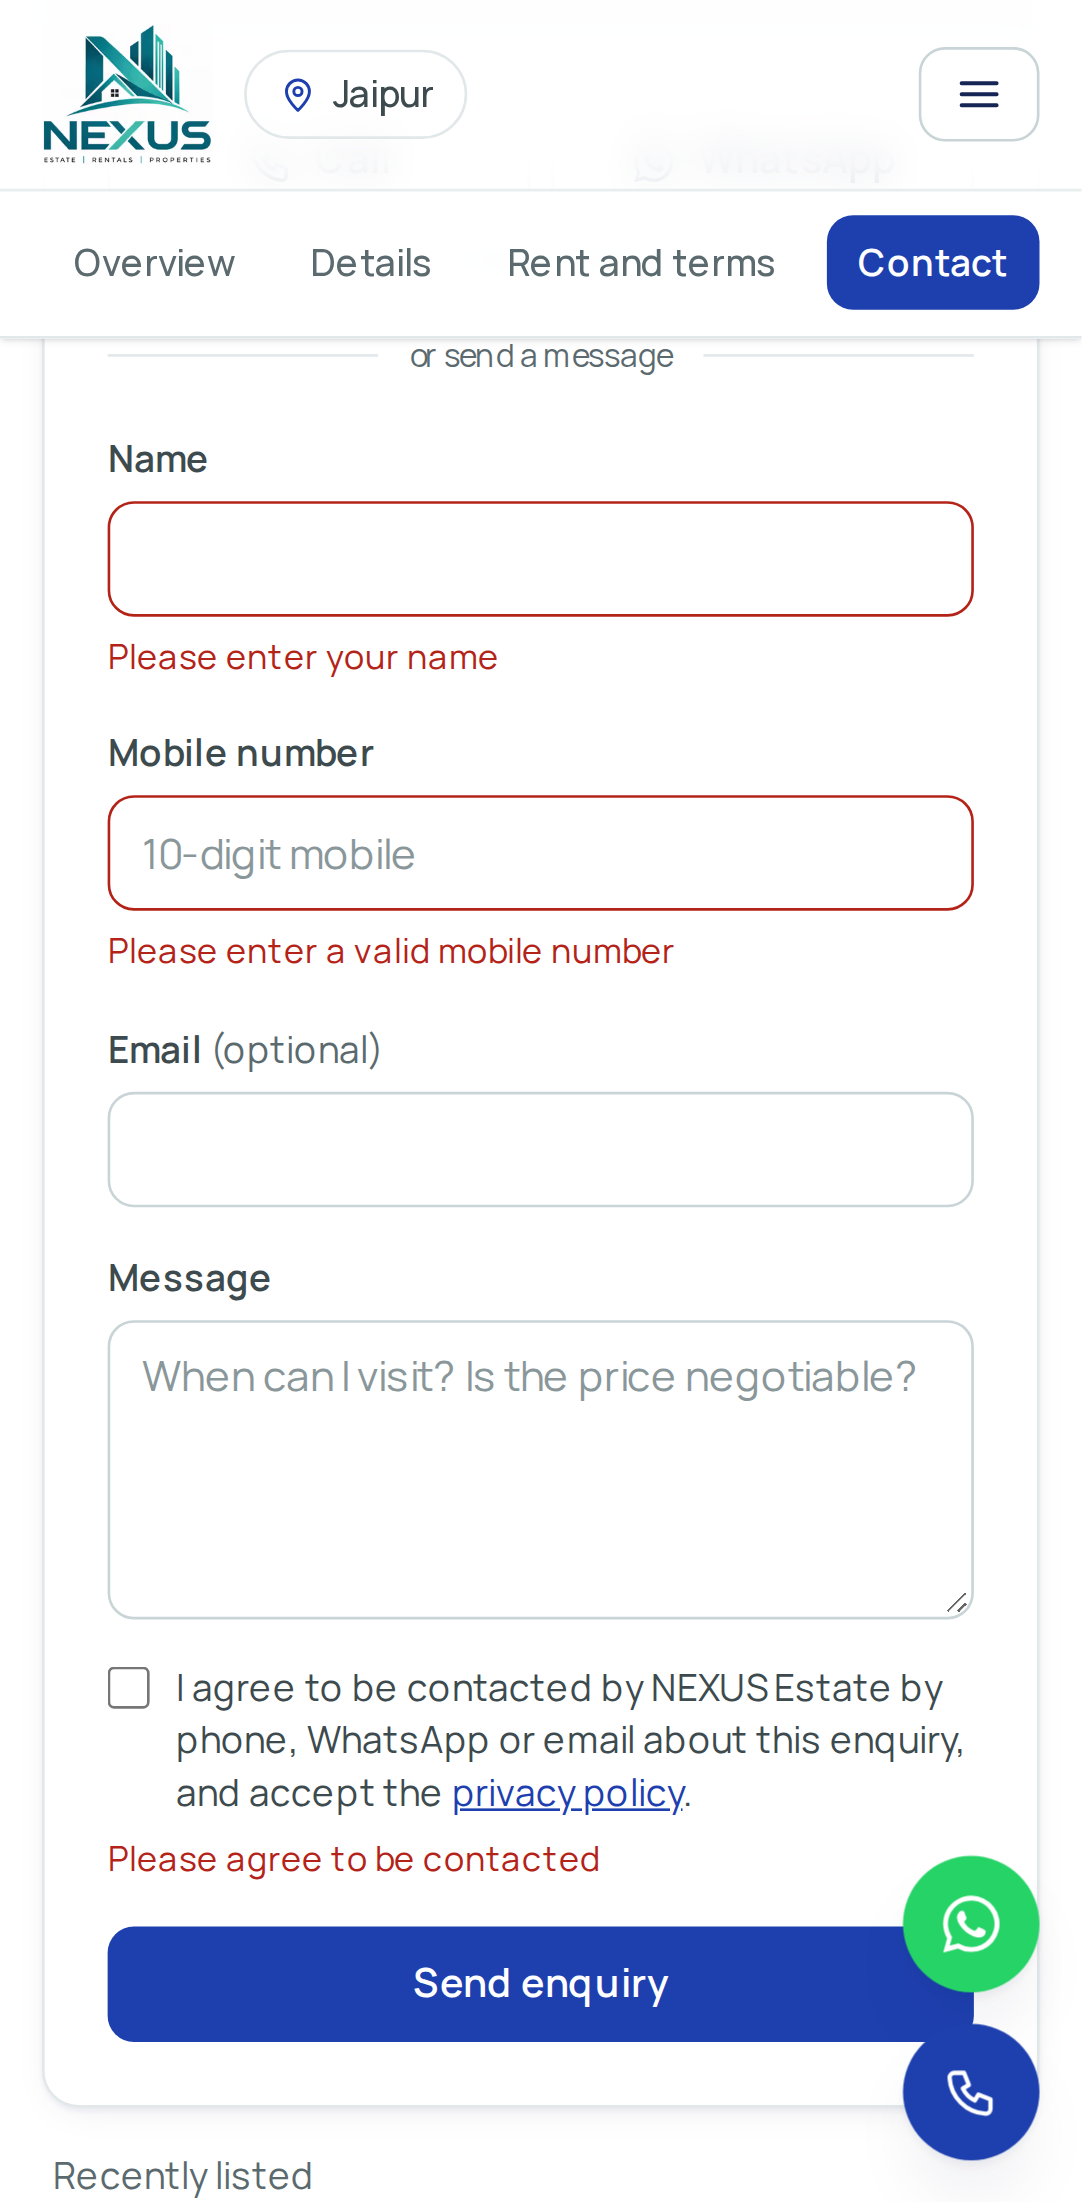 NEXUS
ESTATE | RENTALS | PROPERTIES
Jaipur
Call
WhatsApp
Overview
Details
Rent and terms
Contact
or send a message
Name
Please enter your name
Mobile number
10-digit mobile
Please enter a valid mobile number
Email (optional)
Message
When can I visit? Is the price negotiable?
I agree to be contacted by NEXUS Estate by
phone, WhatsApp or email about this enquiry,
and accept the privacy policy.
Please agree to be contacted
Send enquiry
Recently listed